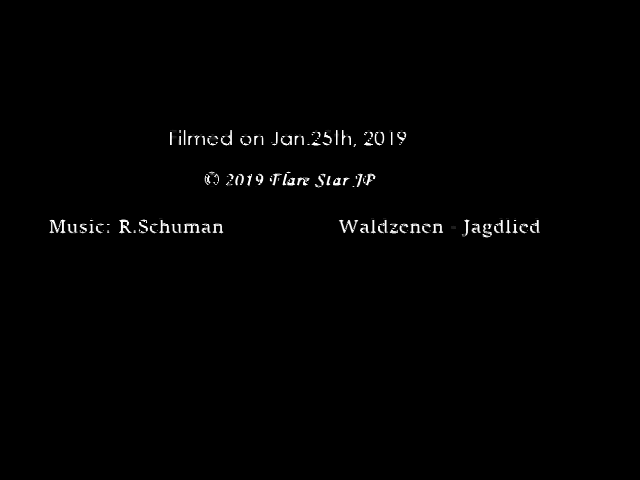 Filmed on Jan.25th, 2019
© 2019 Flare Star JP
Music: R.Schuman Waldzenen - Jagdlied